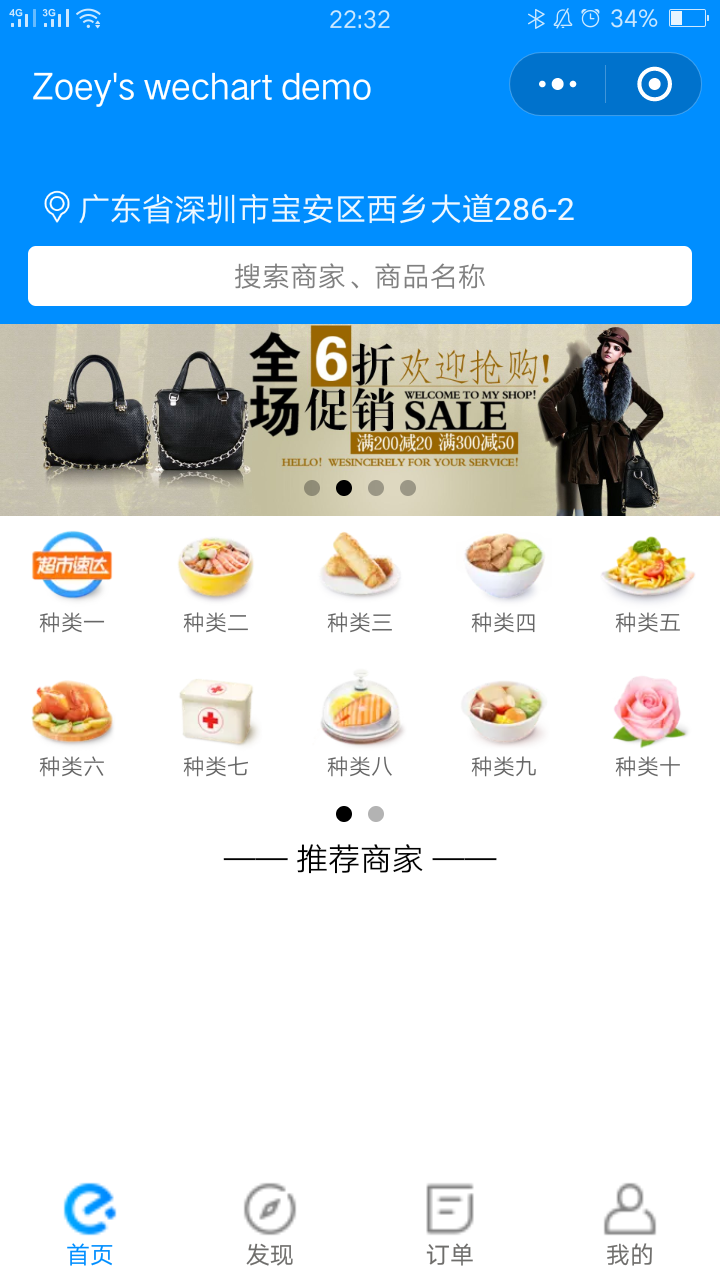 4G 3G 22:32 34%
Zoey's wechart demo
广东省深圳市宝安区西乡大道286-2
搜索商家、商品名称
全场6折促销 欢迎抢购!
WELCOME TO MY SHOP!
SALE
满200减20 满300减50
HELLO! WESINCERELY FOR YOUR SERVICE!
超市速达
种类一 种类二 种类三 种类四 种类五
种类六 种类七 种类八 种类九 种类十
—— 推荐商家 ——
首页 发现 订单 我的